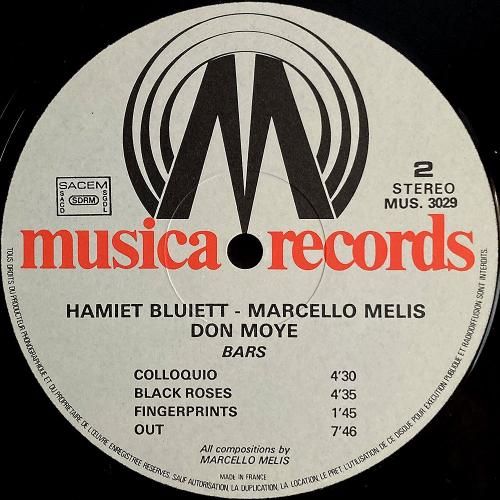 SACEM
SACD
SDRM
SGDL
2
STEREO
MUS. 3029
musica records
HAMIET BLUIETT - MARCELLO MELIS
DON MOYE
BARS
COLLOQUIO 4'30
BLACK ROSES 4'35
FINGERPRINTS 1'45
OUT 7'46
All compositions by
MARCELLO MELIS
MADE IN FRANCE
TOUS DROITS DU PRODUCTEUR PHONOGRAPHIQUE ET DU PROPRIETAIRE DE L'ŒUVRE ENREGISTREE RESERVES. SAUF AUTORISATION, LA DUPLICATION, LA LOCATION, LE PRET, L'UTILISATION DE CE DISQUE POUR EXECUTION PUBLIQUE ET RADIODIFFUSION SONT INTERDITS.